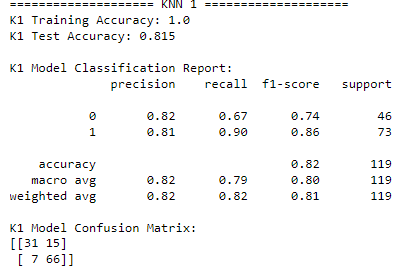 ==================== KNN 1 ====================
K1 Training Accuracy: 1.0
K1 Test Accuracy: 0.815
K1 Model Classification Report:
precision recall f1-score support
0 0.82 0.67 0.74 46
1 0.81 0.90 0.86 73
accuracy 0.82 119
macro avg 0.82 0.79 0.80 119
weighted avg 0.82 0.82 0.81 119
K1 Model Confusion Matrix:
[[31 15]
[ 7 66]]